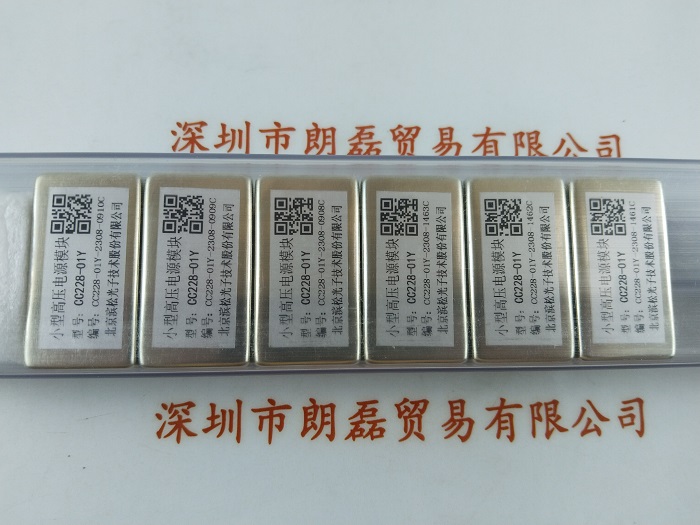 深圳市朗磊贸易有限公司
小型高压电源模块
型号: CC228-01Y
编号: CC228-01Y-2308-0910C
北京滨松光子技术股份有限公司
小型高压电源模块
型号: CC228-01Y
编号: CC228-01Y-2308-0909C
北京滨松光子技术股份有限公司
小型高压电源模块
型号: CC228-01Y
编号: CC228-01Y-2308-0908C
北京滨松光子技术股份有限公司
小型高压电源模块
型号: CC228-01Y
编号: CC228-01Y-2308-1463C
北京滨松光子技术股份有限公司
小型高压电源模块
型号: CC228-01Y
编号: CC228-01Y-2308-1462C
北京滨松光子技术股份有限公司
小型高压电源模块
型号: CC228-01Y
编号: CC228-01Y-2308-1461C
北京滨松光子技术股份有限公司
深圳市朗磊贸易有限公司